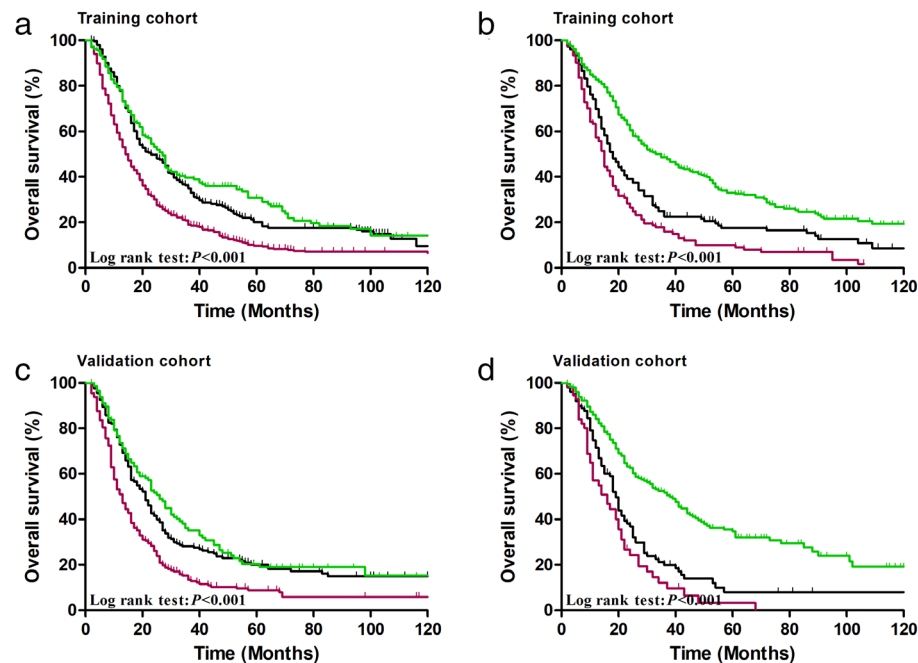 a Training cohort
Overall survival (%)
100
80
60
40
20
0
Log rank test: P<0.001
0 20 40 60 80 100 120
Time (Months)
b Training cohort
Overall survival (%)
100
80
60
40
20
0
Log rank test: P<0.001
0 20 40 60 80 100 120
Time (Months)
c Validation cohort
Overall survival (%)
100
80
60
40
20
0
Log rank test: P<0.001
0 20 40 60 80 100 120
Time (Months)
d Validation cohort
Overall survival (%)
100
80
60
40
20
0
Log rank test: P<0.001
0 20 40 60 80 100 120
Time (Months)